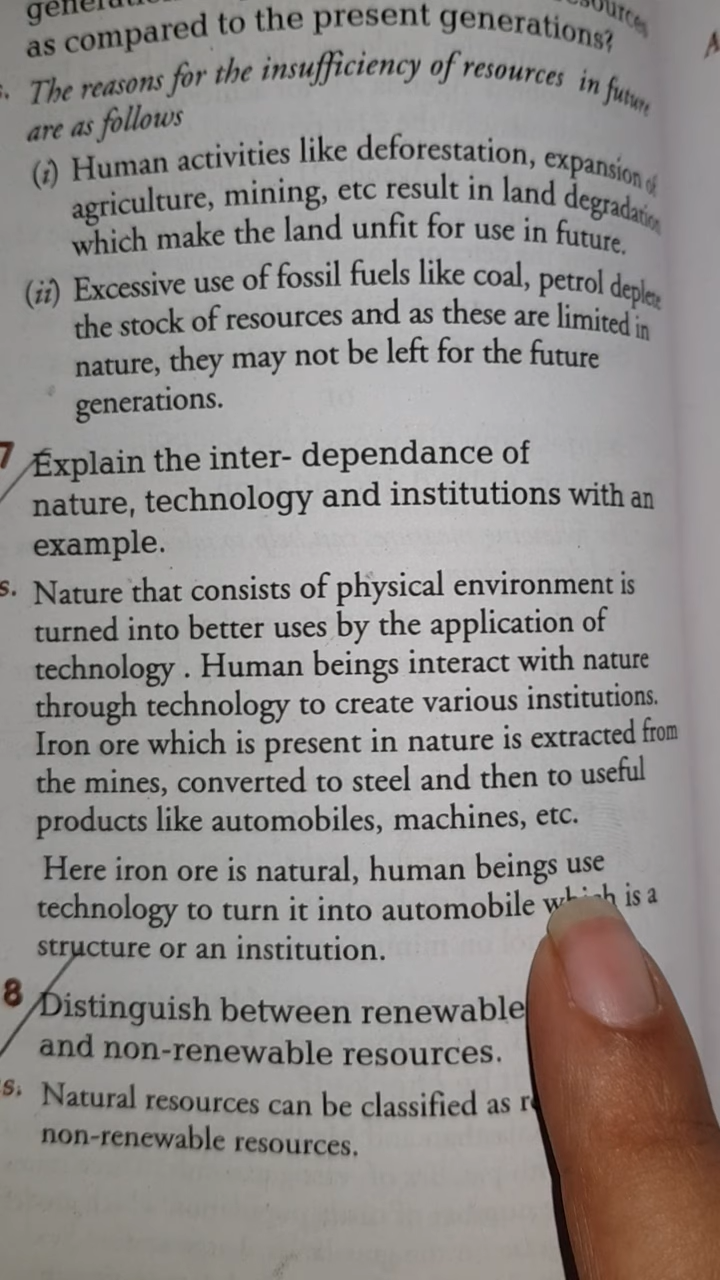 as compared to the present generations?
The reasons for the insufficiency of resources in future
are as follows
(i) Human activities like deforestation, expansion of
agriculture, mining, etc result in land degradation
which make the land unfit for use in future.
(ii) Excessive use of fossil fuels like coal, petrol deplete
the stock of resources and as these are limited in
nature, they may not be left for the future
generations.
7 Explain the inter- dependance of
nature, technology and institutions with an
example.
s. Nature that consists of physical environment is
turned into better uses by the application of
technology . Human beings interact with nature
through technology to create various institutions.
Iron ore which is present in nature is extracted from
the mines, converted to steel and then to useful
products like automobiles, machines, etc.
Here iron ore is natural, human beings use
technology to turn it into automobile which is a
structure or an institution.
8 Distinguish between renewable
and non-renewable resources.
s. Natural resources can be classified as
non-renewable resources.